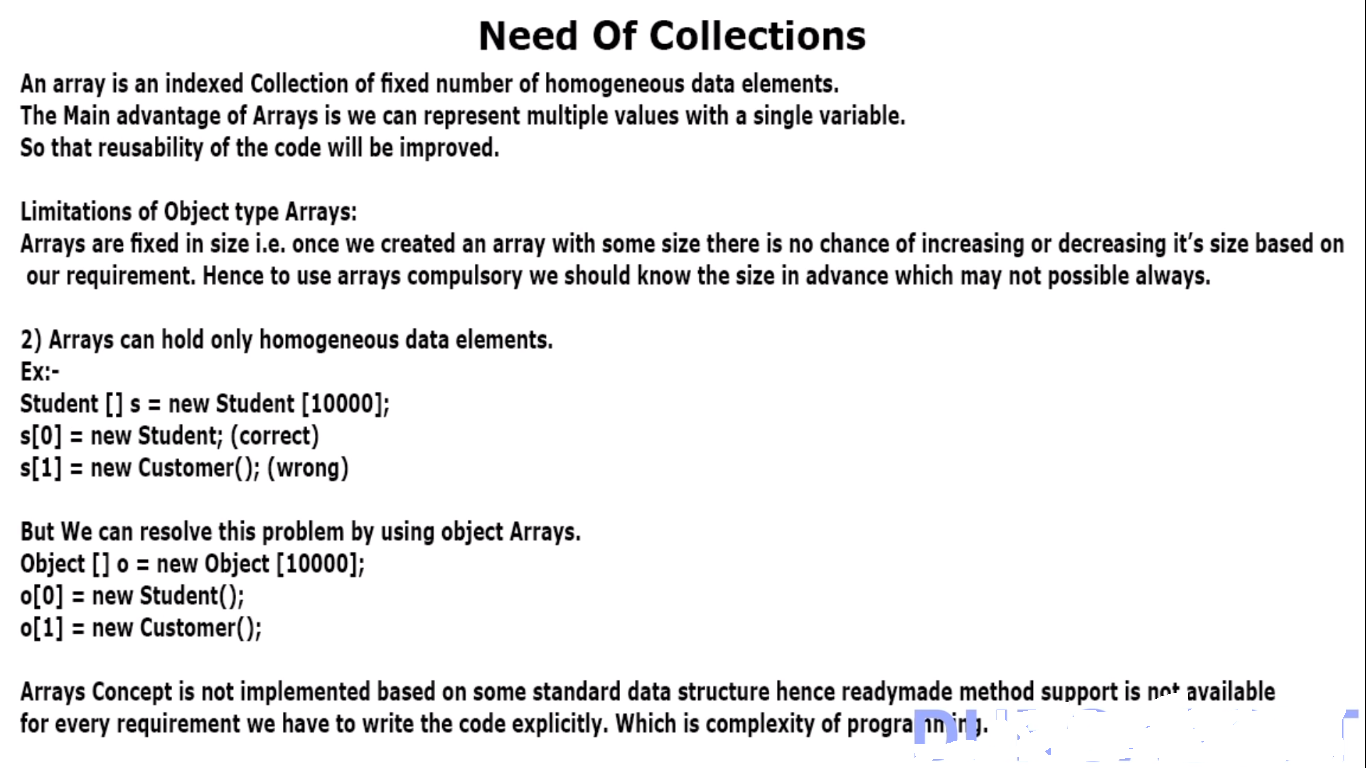 Need Of Collections
An array is an indexed Collection of fixed number of homogeneous data elements.
The Main advantage of Arrays is we can represent multiple values with a single variable.
So that reusability of the code will be improved.
Limitations of Object type Arrays:
Arrays are fixed in size i.e. once we created an array with some size there is no chance of increasing or decreasing it’s size based on
our requirement. Hence to use arrays compulsory we should know the size in advance which may not possible always.
2) Arrays can hold only homogeneous data elements.
Ex:-
Student [] s = new Student [10000];
s[0] = new Student; (correct)
s[1] = new Customer(); (wrong)
But We can resolve this problem by using object Arrays.
Object [] o = new Object [10000];
o[0] = new Student();
o[1] = new Customer();
Arrays Concept is not implemented based on some standard data structure hence readymade method support is not available
for every requirement we have to write the code explicitly. Which is complexity of programming.